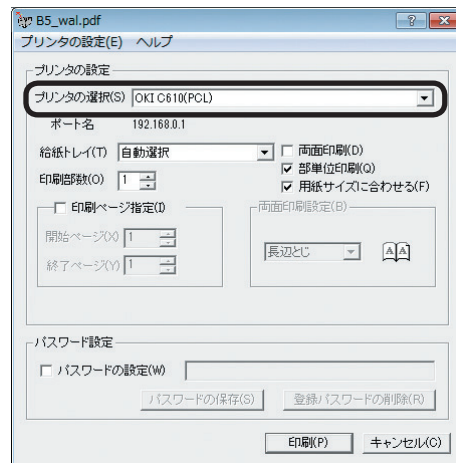 B5_wal.pdf
プリンタの設定(E) ヘルプ
プリンタの設定
プリンタの選択(S) OKI C610(PCL)
ポート名 192.168.0.1
給紙トレイ(T) 自動選択 両面印刷(D)
部単位印刷(Q)
印刷部数(O) 1 用紙サイズに合わせる(F)
印刷ページ指定(I) 両面印刷設定(B)
開始ページ(X) 1
長辺とじ A A
終了ページ(Y) 1
パスワード設定
パスワードの設定(W)
パスワードの保存(S) 登録パスワードの削除(R)
印刷(P) キャンセル(C)